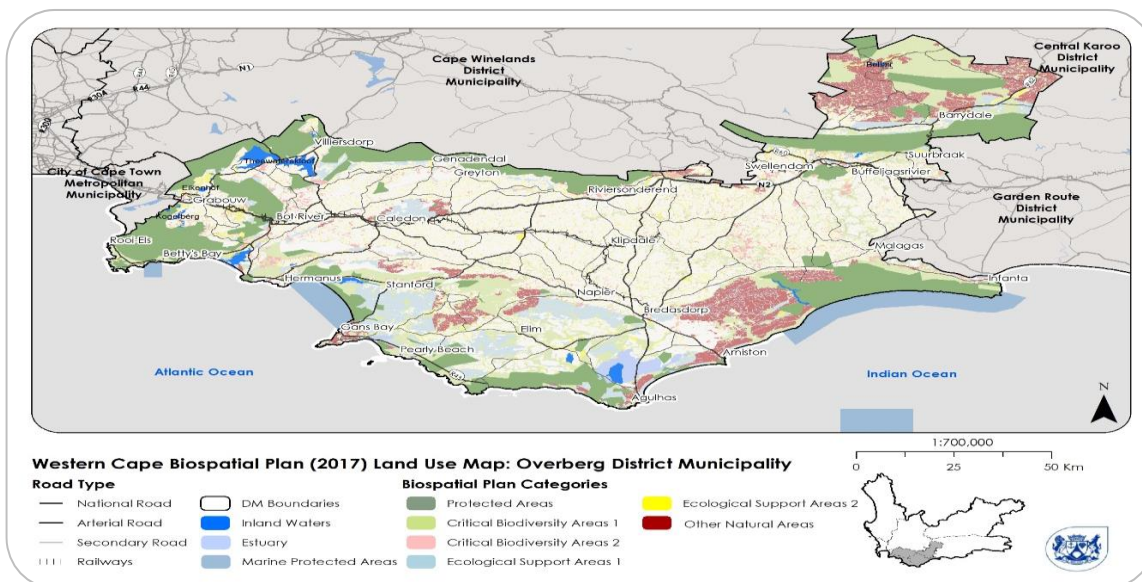 Central Karoo
District
Municipality
Cape Winelands
District
Municipality
N1
R44
R304
R300
Barrydale
Villiersdorp
Theewaterskloof
Genadendal
Greyton
Swellendam
Suurbraak
Buffeljagsrivier
City of Cape Town
Metropolitan
Municipality
Elkenhof
Grabouw
Riviersonderend
N2
Garden Route
District
Municipality
Kogelberg
Bot River
Caledon
Rooi Els
Klipdale
Malagas
Betty's Bay
Hermanus
Stanford
Infanta
Napier
Bredasdorp
Gans Bay
Elim
Pearly Beach
Arniston
Atlantic Ocean
Indian Ocean
R43
Agulhas
N
1:700,000
Western Cape Biospatial Plan (2017) Land Use Map: Overberg District Municipality
0 25 50 Km
Road Type
National Road
Arterial Road
Secondary Road
Railways
DM Boundaries
Inland Waters
Estuary
Marine Protected Areas
Biospatial Plan Categories
Protected Areas
Critical Biodiversity Areas 1
Critical Biodiversity Areas 2
Ecological Support Areas 1
Ecological Support Areas 2
Other Natural Areas